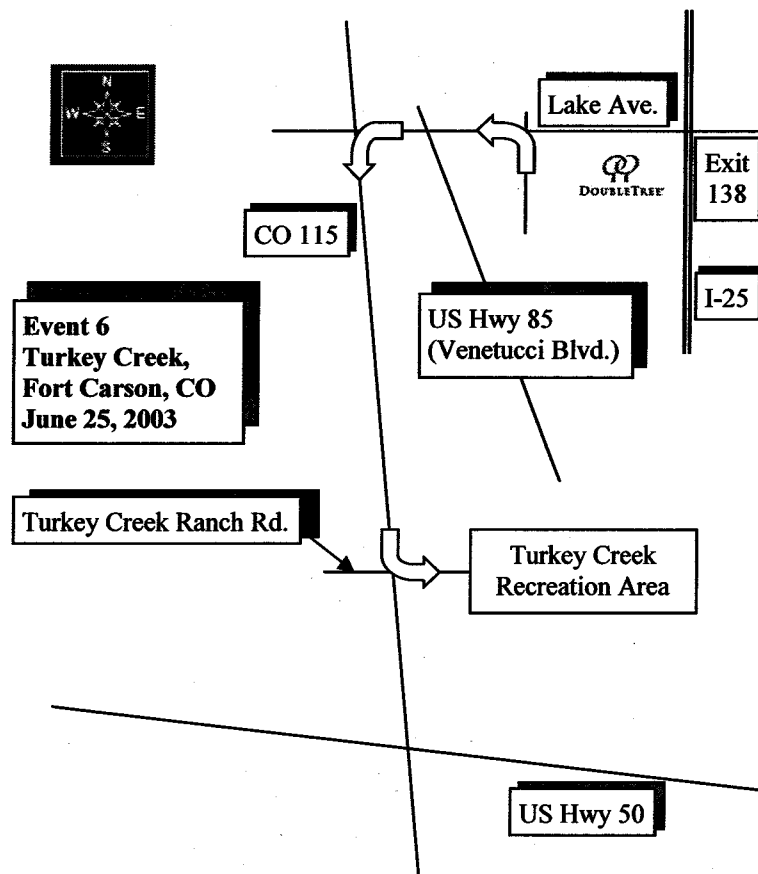 N
W E
S
Lake Ave.
DOUBLETREE
Exit
138
CO 115
I-25
US Hwy 85
(Venetucci Blvd.)
Event 6
Turkey Creek,
Fort Carson, CO
June 25, 2003
Turkey Creek Ranch Rd.
Turkey Creek
Recreation Area
US Hwy 50